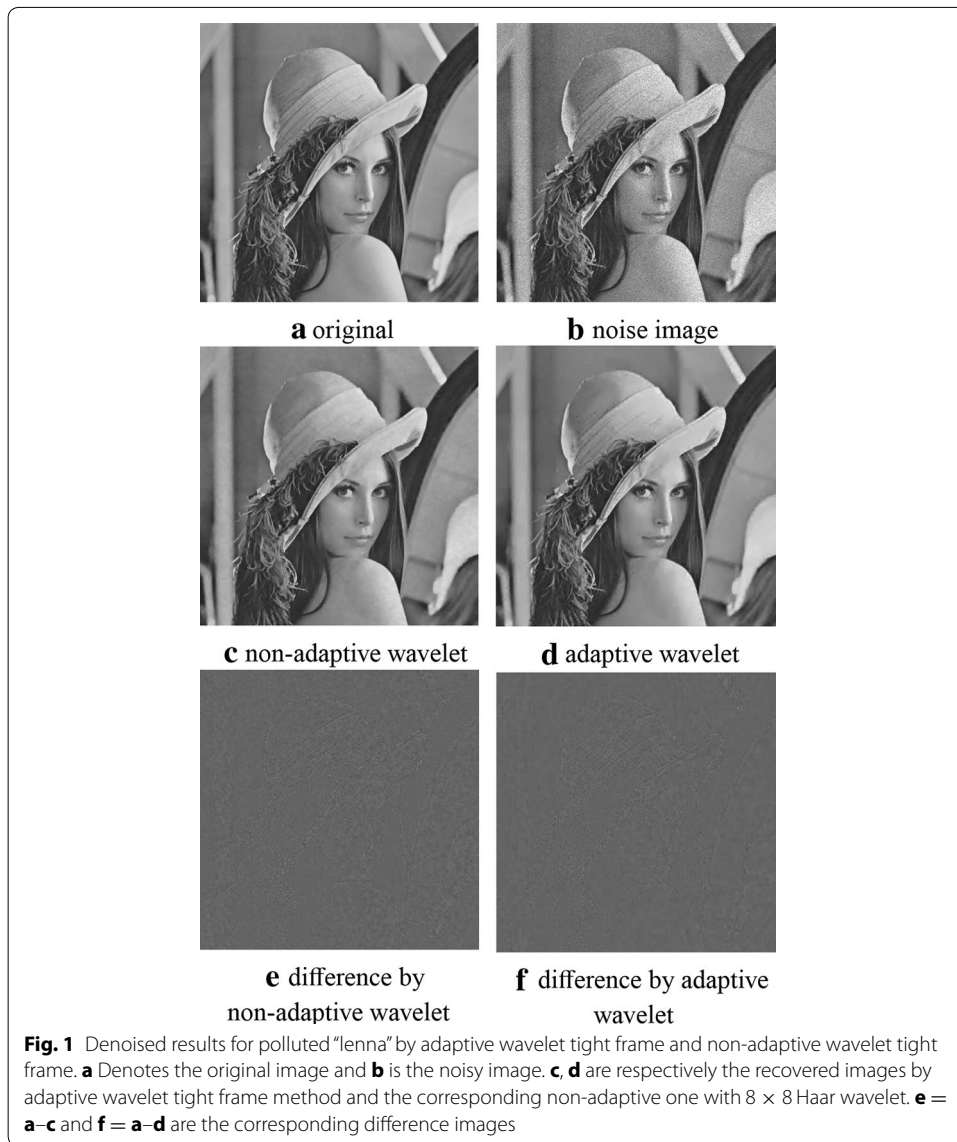 a original
b noise image
c non-adaptive wavelet
d adaptive wavelet
e difference by
non-adaptive wavelet
f difference by adaptive
wavelet
Fig. 1 Denoised results for polluted “lenna” by adaptive wavelet tight frame and non-adaptive wavelet tight
frame. a Denotes the original image and b is the noisy image. c, d are respectively the recovered images by
adaptive wavelet tight frame method and the corresponding non-adaptive one with 8 × 8 Haar wavelet. e =
a–c and f = a–d are the corresponding difference images